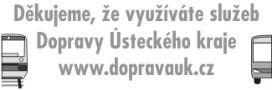 Děkujeme, že využíváte služeb
Dopravy Ústeckého kraje
www.dopravauk.cz